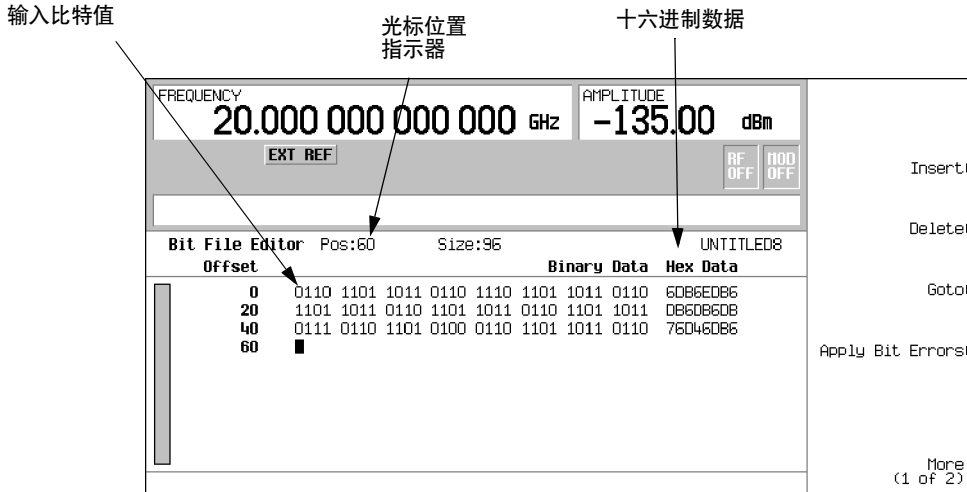 输入比特值
光标位置
指示器
十六进制数据
FREQUENCY
20.000 000 000 000 GHz
AMPLITUDE
-135.00 dBm
EXT REF
RF OFF
MOD OFF
Insert
Delete
Goto
Apply Bit Errors
More
(1 of 2)
Bit File Editor Pos:60 Size:96 UNTITLED8
Offset Binary Data Hex Data
0 0110 1101 1011 0110 1110 1101 1011 0110 6DB6EDB6
20 1101 1011 0110 1101 1011 0110 1101 1011 DB6DB6DB
40 0111 0110 1101 0100 0110 1101 1011 0110 76D46DB6
60